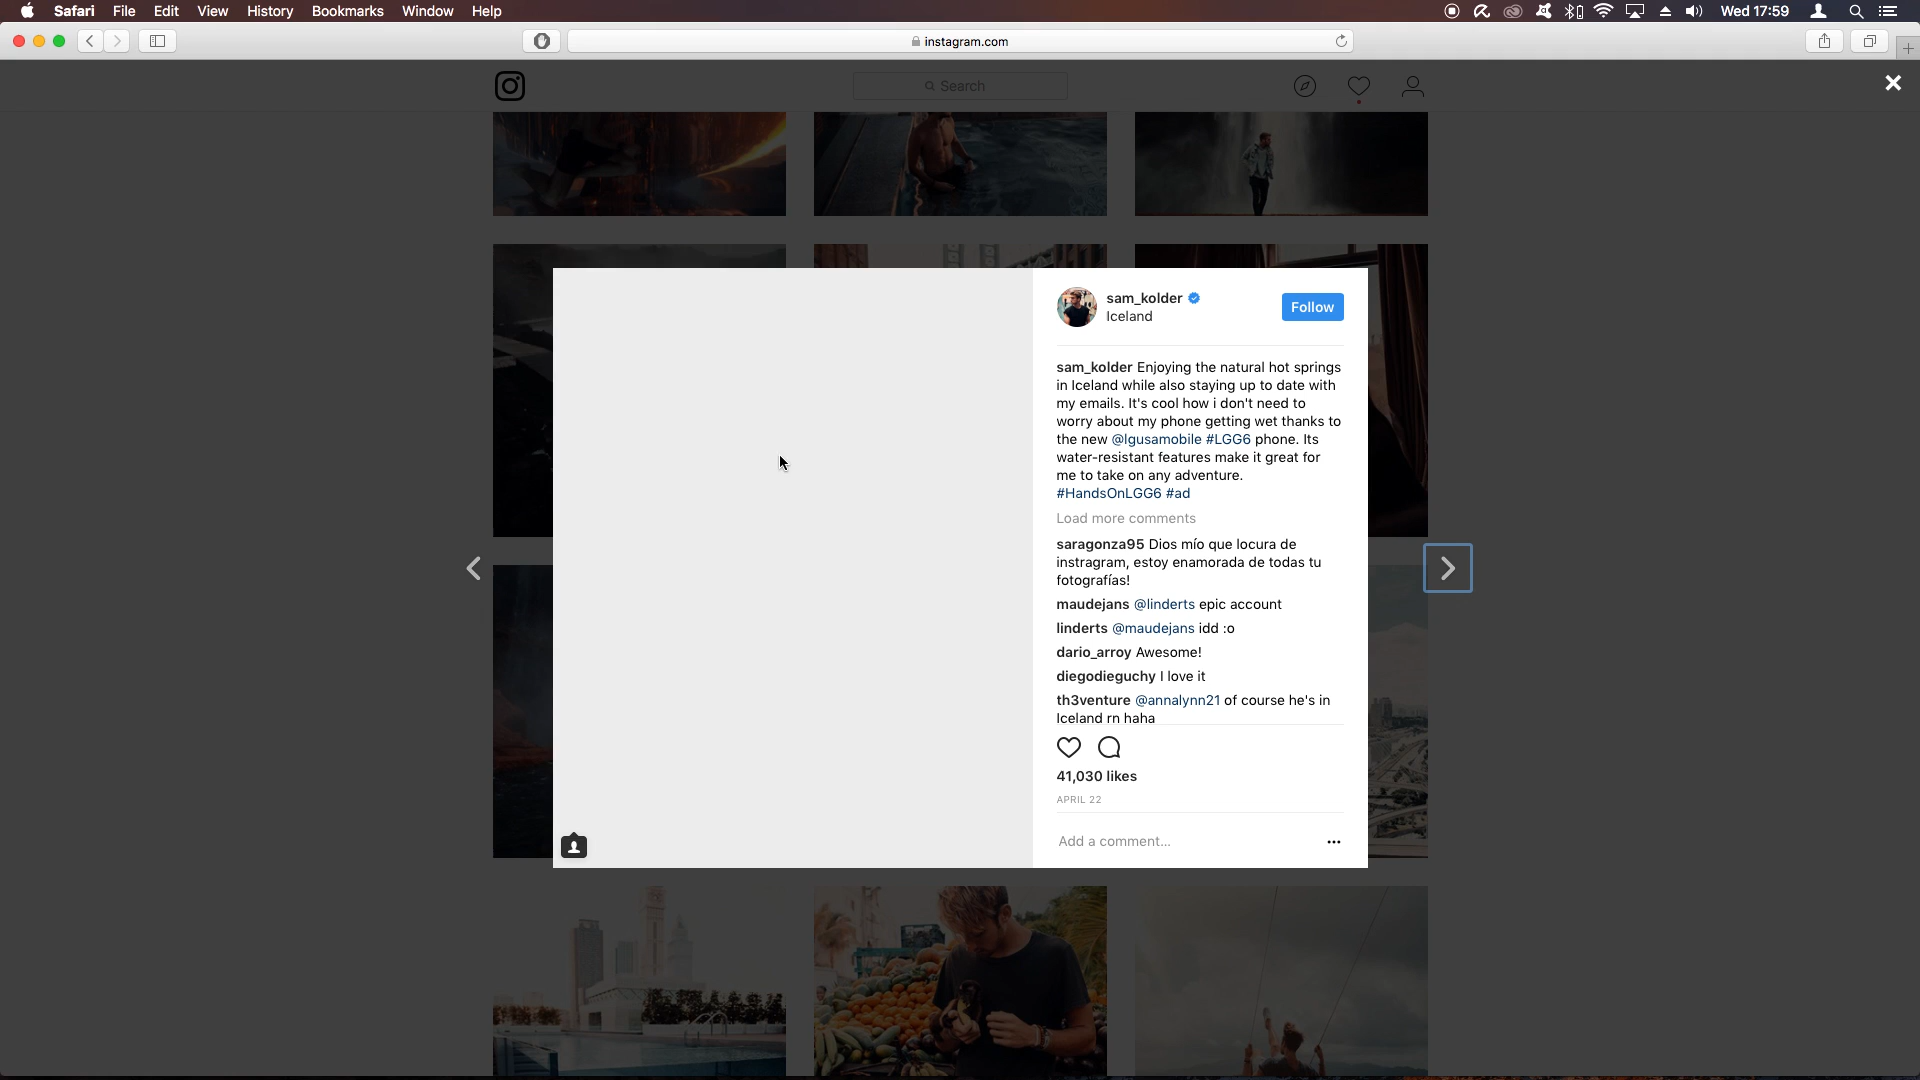 Safari File Edit View History Bookmarks Window Help Wed 17:59
instagram.com
Search
sam_kolder
Iceland
Follow
sam_kolder Enjoying the natural hot springs
in Iceland while also staying up to date with
my emails. It's cool how i don't need to
worry about my phone getting wet thanks to
the new @lgusamobile #LGG6 phone. Its
water-resistant features make it great for
me to take on any adventure.
#HandsOnLGG6 #ad
Load more comments
saragonza95 Dios mío que locura de
instragram, estoy enamorada de todas tu
fotografías!
maudejans @linderts epic account
linderts @maudejans idd :o
dario_arroy Awesome!
diegodieguchy I love it
th3venture @annalynn21 of course he's in
Iceland rn haha
41,030 likes
APRIL 22
Add a comment...